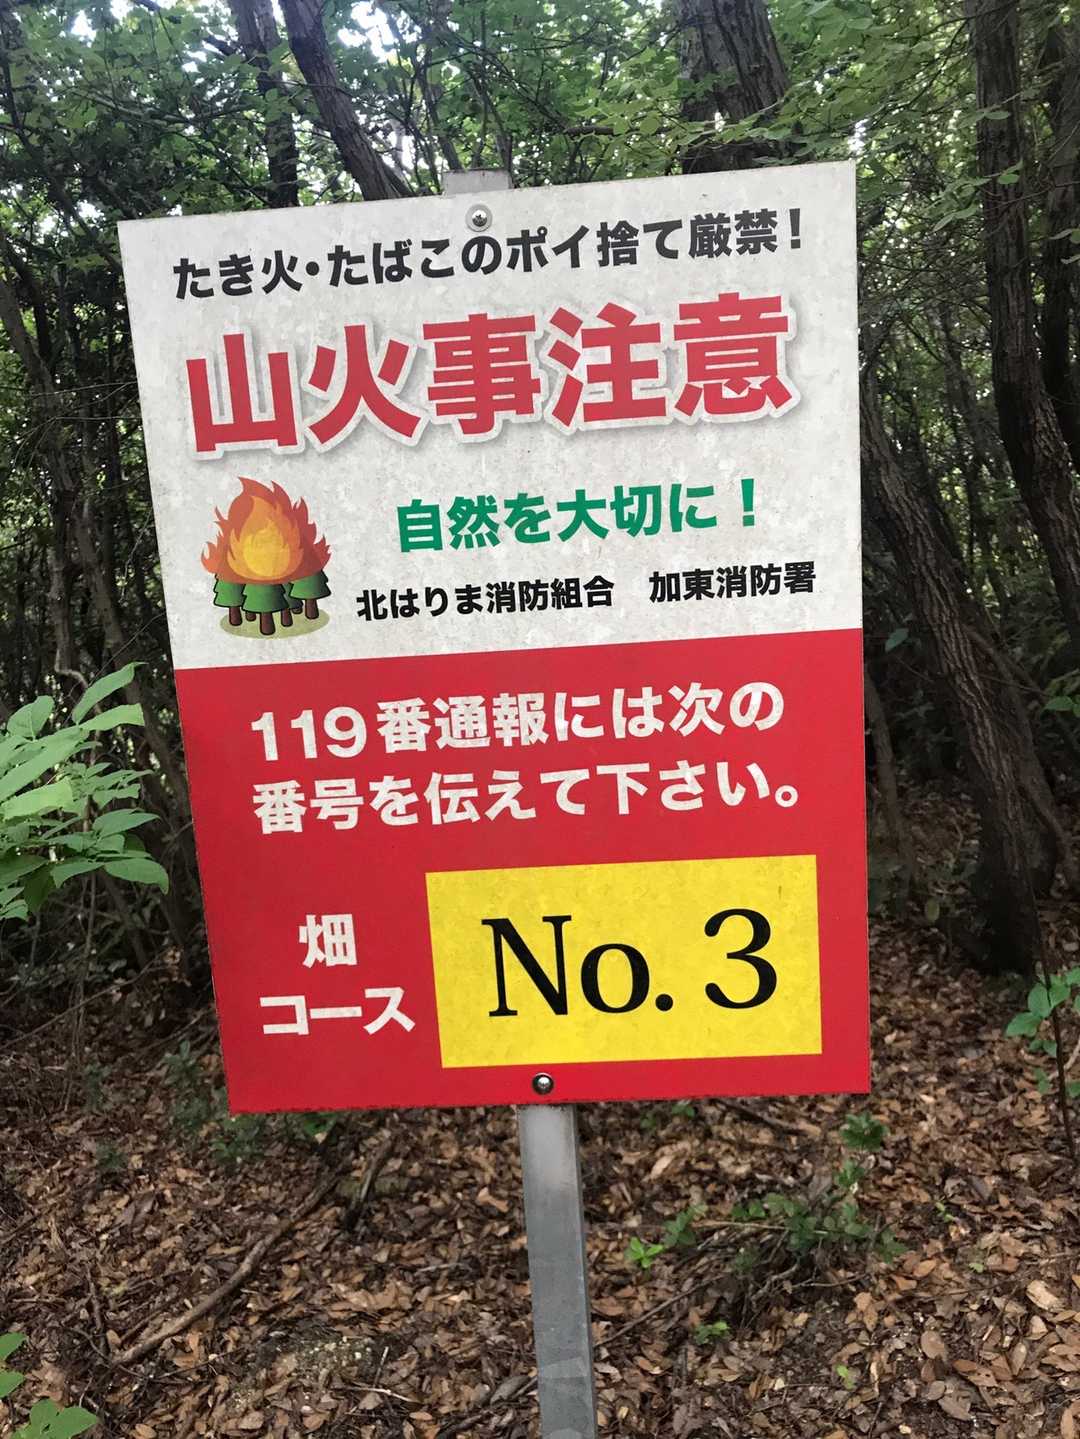 たき火・たばこのポイ捨て厳禁！
山火事注意
自然を大切に！
北はりま消防組合　加東消防署
119番通報には次の
番号を伝えて下さい。
畑
コース
No. 3